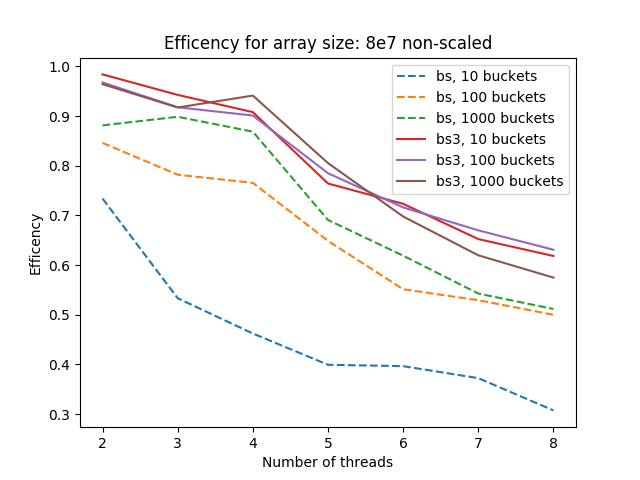 Efficency for array size: 8e7 non-scaled
1.0
0.9
0.8
0.7
0.6
0.5
0.4
0.3
Efficency
bs, 10 buckets
bs, 100 buckets
bs, 1000 buckets
bs3, 10 buckets
bs3, 100 buckets
bs3, 1000 buckets
2 3 4 5 6 7 8
Number of threads